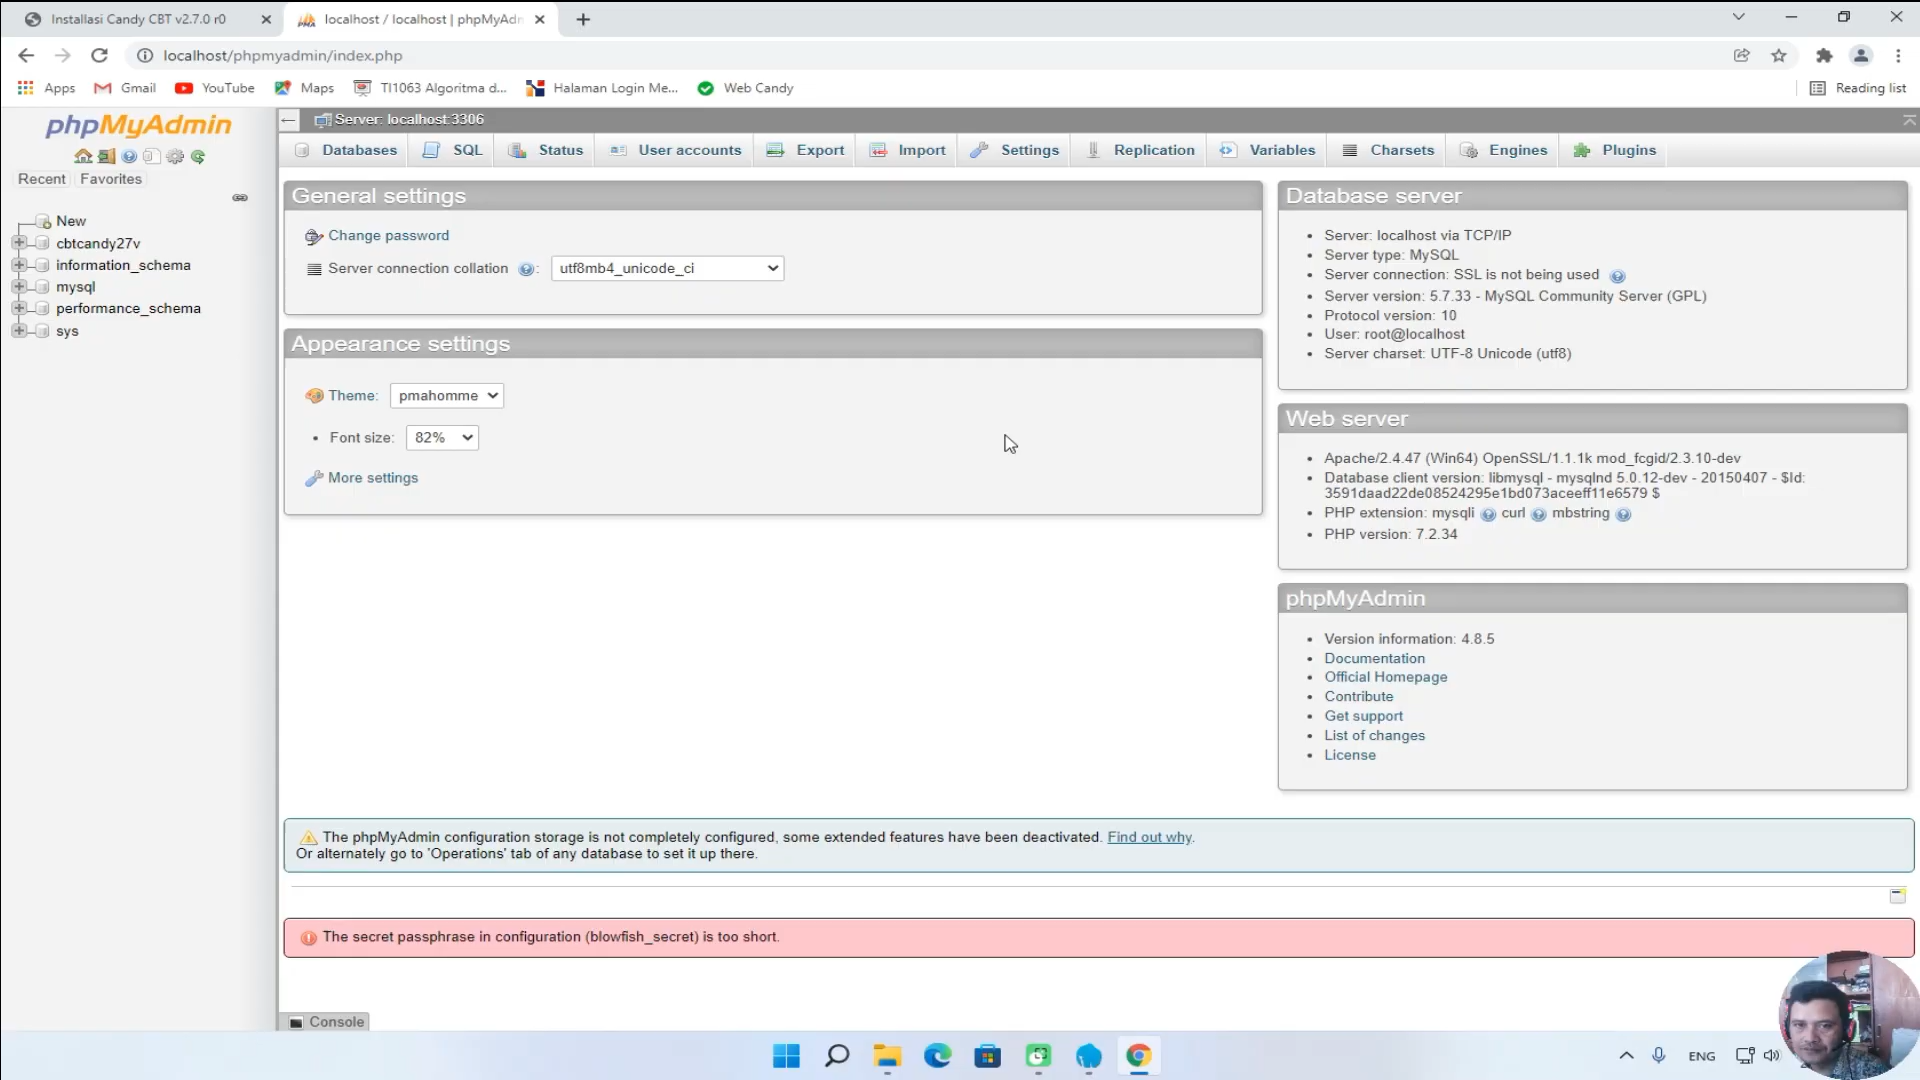 Installasi Candy CBT v2.7.0 r0
localhost / localhost | phpMyAdm
localhost/phpmyadmin/index.php
Apps
Gmail
YouTube
Maps
TI1063 Algoritma d...
Halaman Login Me...
Web Candy
Reading list
phpMyAdmin
Recent
Favorites
New
cbtcandy27v
information_schema
mysql
performance_schema
sys
Server: localhost:3306
Databases
SQL
Status
User accounts
Export
Import
Settings
Replication
Variables
Charsets
Engines
Plugins
General settings
Change password
Server connection collation : utf8mb4_unicode_ci
Appearance settings
Theme: pmahomme
Font size: 82%
More settings
Database server
Server: localhost via TCP/IP
Server type: MySQL
Server connection: SSL is not being used
Server version: 5.7.33 - MySQL Community Server (GPL)
Protocol version: 10
User: root@localhost
Server charset: UTF-8 Unicode (utf8)
Web server
Apache/2.4.47 (Win64) OpenSSL/1.1.1k mod_fcgid/2.3.10-dev
Database client version: libmysql - mysqlnd 5.0.12-dev - 20150407 - $Id:
3591daad22de08524295e1bd073aceeff11e6579 $
PHP extension: mysqli curl mbstring
PHP version: 7.2.34
phpMyAdmin
Version information: 4.8.5
Documentation
Official Homepage
Contribute
Get support
List of changes
License
The phpMyAdmin configuration storage is not completely configured, some extended features have been deactivated. Find out why.
Or alternately go to 'Operations' tab of any database to set it up there.
The secret passphrase in configuration (blowfish_secret) is too short.
Console
ENG